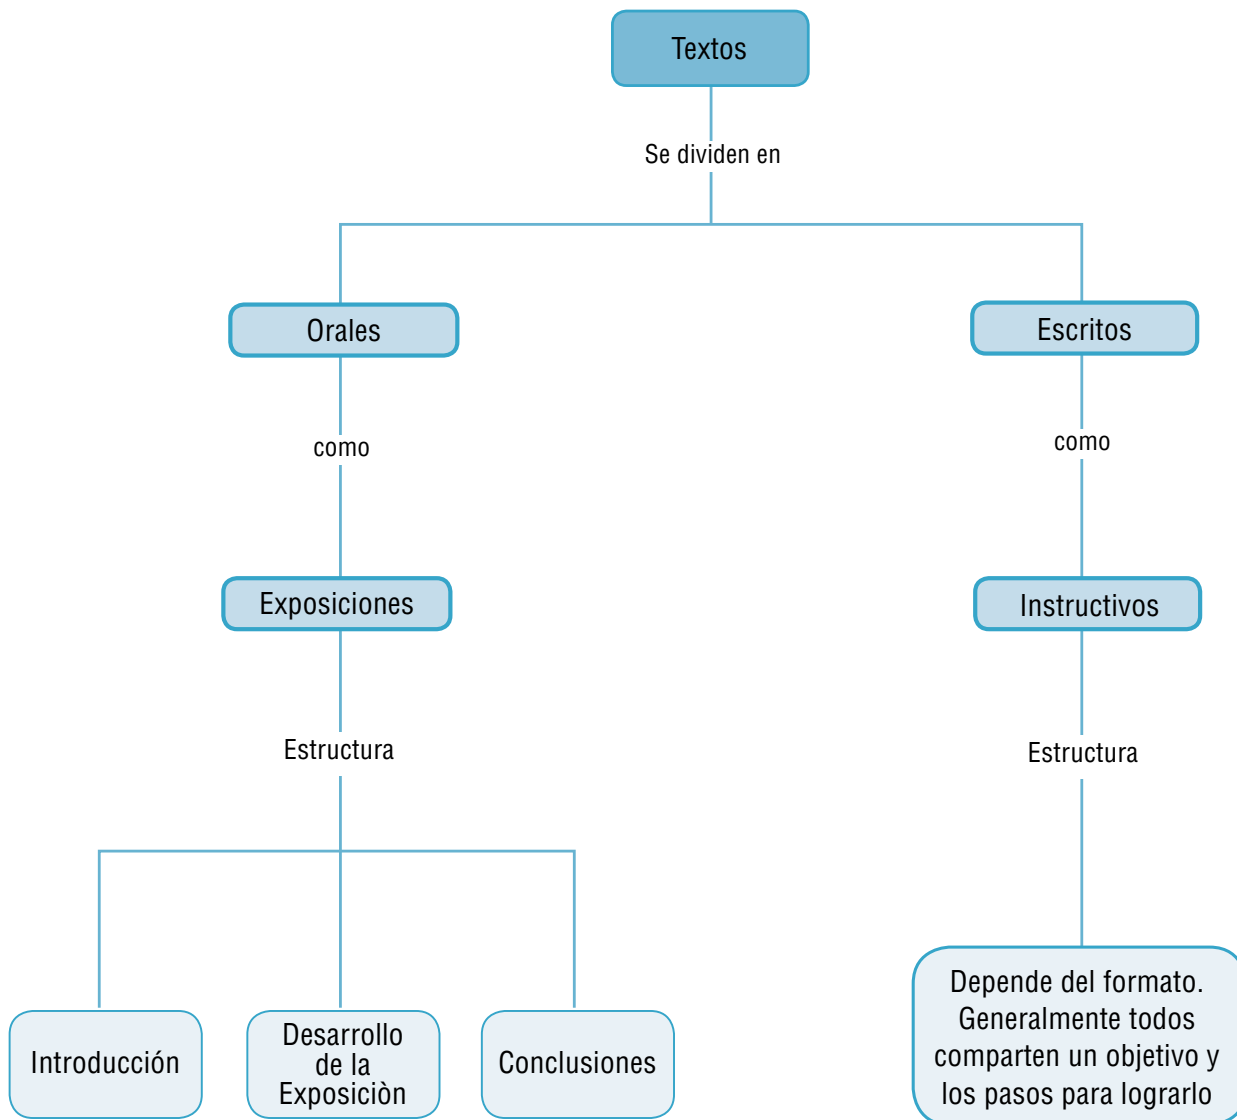 Textos
Se dividen en
Orales
Escritos
como
como
Exposiciones
Instructivos
Estructura
Estructura
Introducción
Desarrollo
de la
Exposiciòn
Conclusiones
Depende del formato.
Generalmente todos
comparten un objetivo y
los pasos para lograrlo